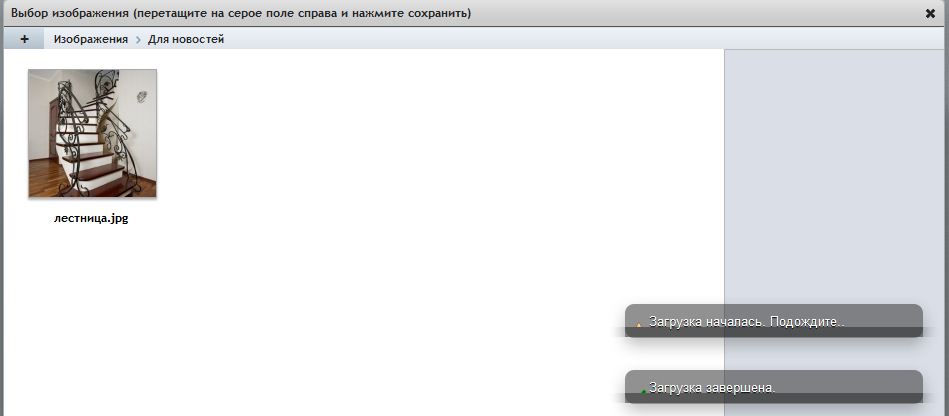 Выбор изображения (перетащите на серое поле справа и нажмите сохранить)
Изображения > Для новостей
лестница.jpg
Загрузка началась. Подождите..
Загрузка завершена.